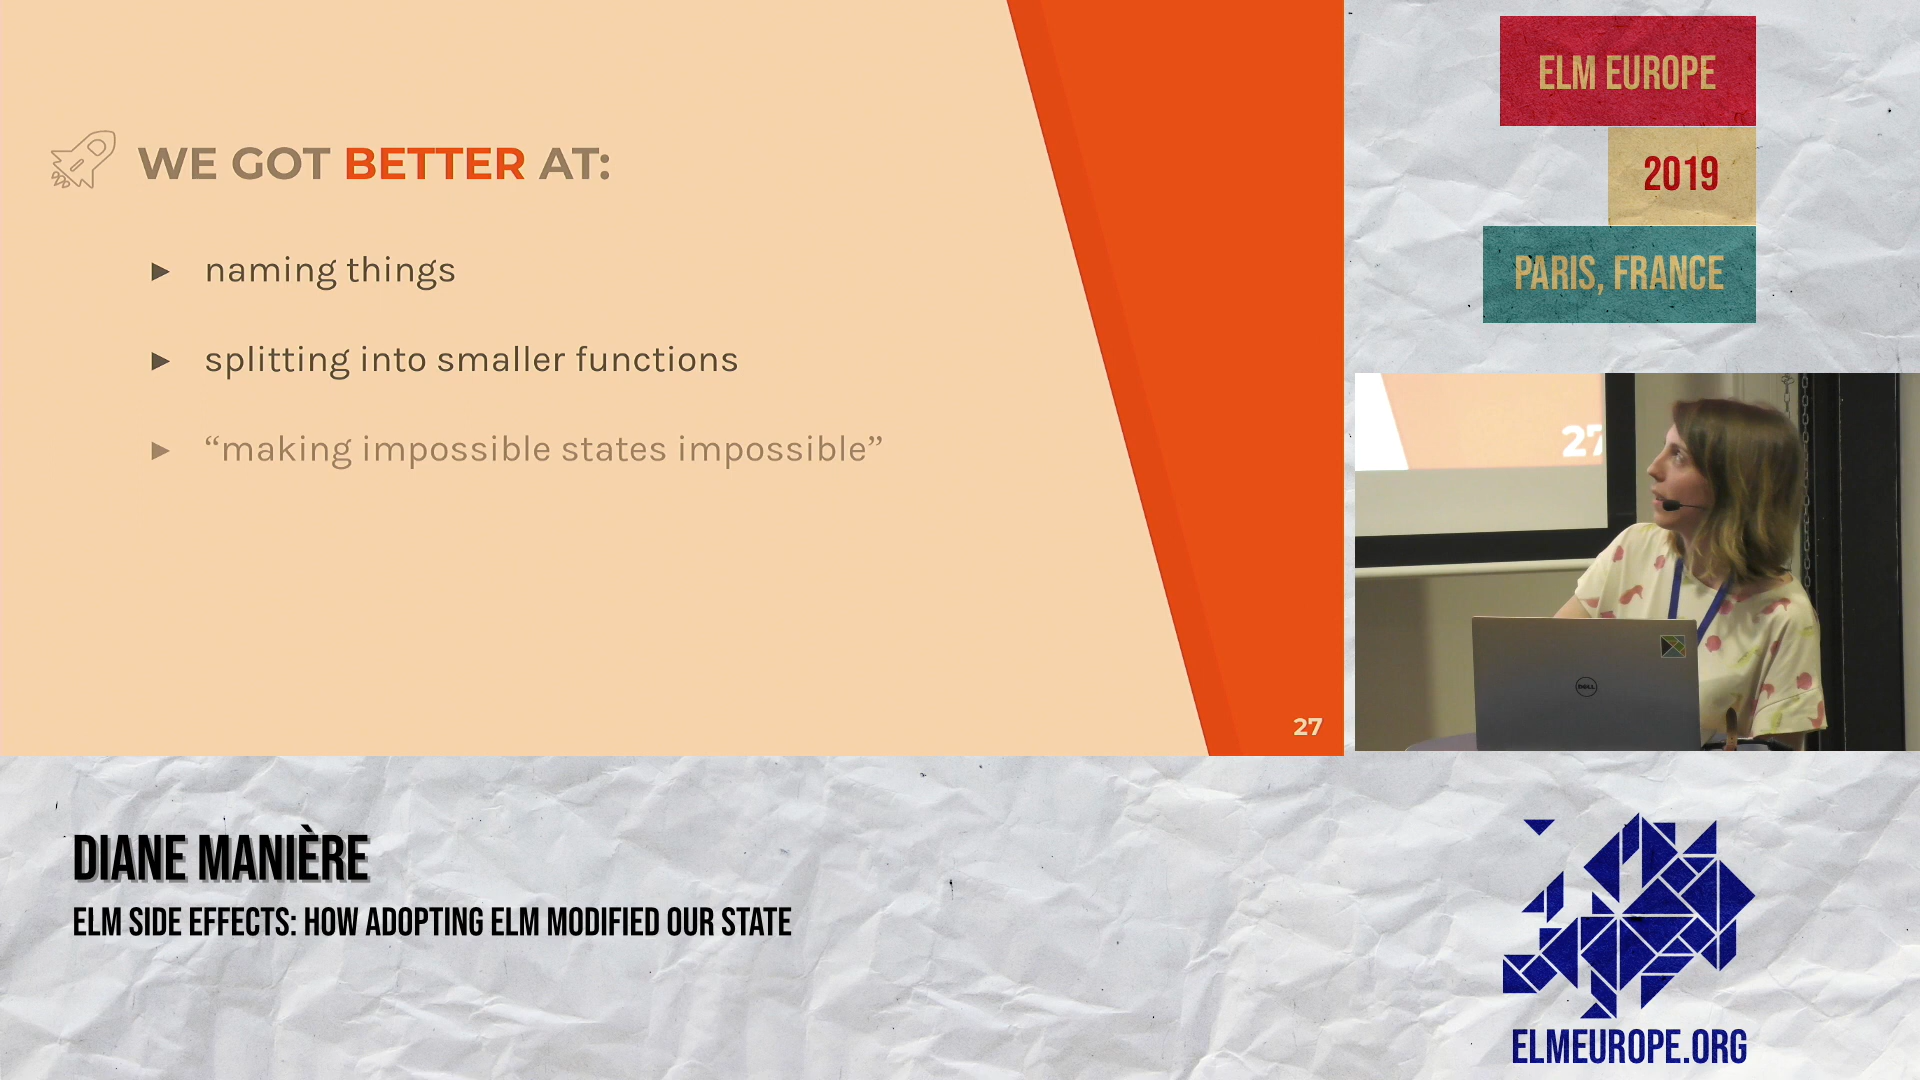 WE GOT BETTER AT:
► naming things
► splitting into smaller functions
► “making impossible states impossible”
27
ELM EUROPE
2019
PARIS, FRANCE
27
DELL
DIANE MANIÈRE
ELM SIDE EFFECTS: HOW ADOPTING ELM MODIFIED OUR STATE
ELMEUROPE.ORG